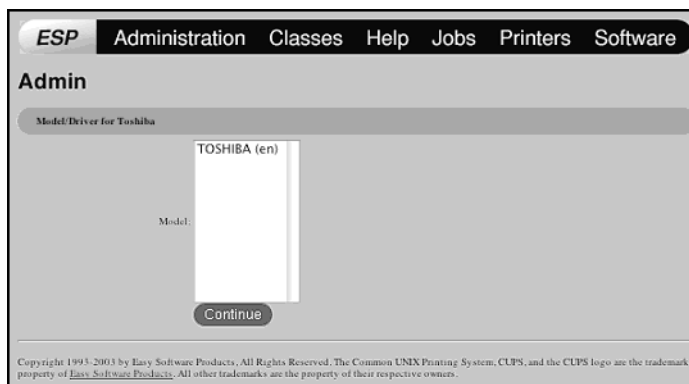 ESP Administration Classes Help Jobs Printers Software
Admin
Model/Driver for Toshiba
TOSHIBA (en)
Model:
Continue
Copyright 1993-2003 by Easy Software Products, All Rights Reserved. The Common UNIX Printing System, CUPS, and the CUPS logo are the trademark
property of Easy Software Products. All other trademarks are the property of their respective owners.